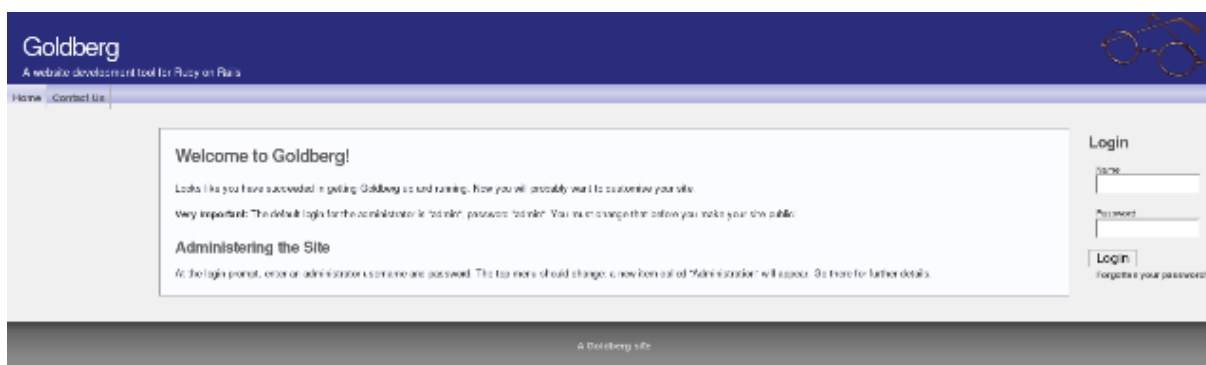 Goldberg
A website development tool for Ruby on Rails
Home Contact Us
Welcome to Goldberg!
Looks like you have succeeded in getting Goldberg up and running. Now you will probably want to customise your site.
Very important: The default login for the administrator is "admin", password "admin". You must change that before you make your site public.
Administering the Site
At the login prompt, enter an administrator username and password. The top menu should change: a new item called "Administration" will appear. Go there for further details.
Login
Name
Password
Login
Forgotten your password?
A Goldberg site